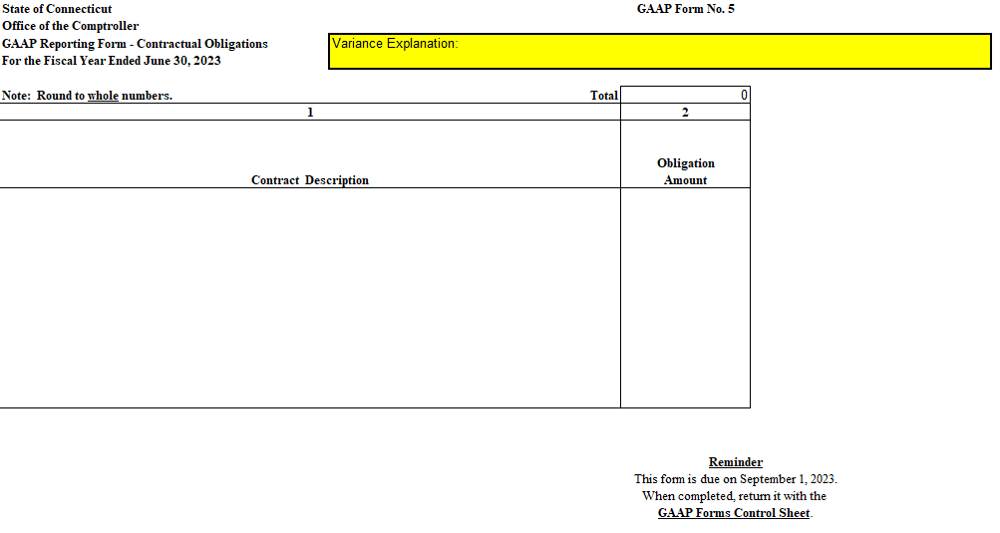 State of Connecticut
GAAP Form No. 5
Office of the Comptroller
GAAP Reporting Form - Contractual Obligations
Variance Explanation:
For the Fiscal Year Ended June 30, 2023
Note: Round to whole numbers.
Total
0
1
2
Contract Description
Obligation
Amount
Reminder
This form is due on September 1, 2023.
When completed, return it with the
GAAP Forms Control Sheet.